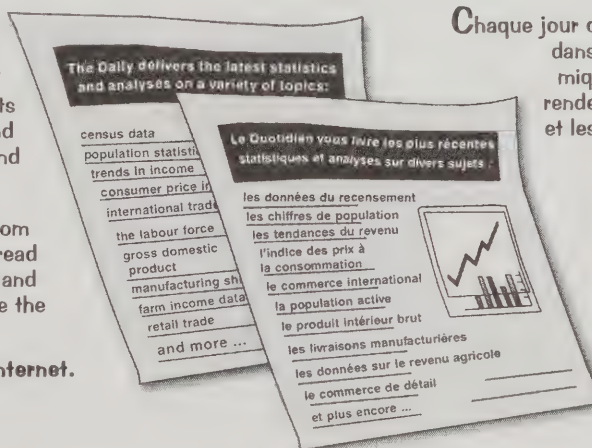 ts
nd
nd
om
read
and
e the
nternet.
The Daily delivers the latest statistics
and analyses on a variety of topics:
census data
population statisti
trends in income
consumer price in
international trad
the labour force
gross domestic
product
manufacturing sh
farm income data
retail trade
and more ...
Le Quotidien vous livre les plus récentes
statistiques et analyses sur divers sujets :
les données du recensement
les chiffres de population
les tendances du revenu
l'indice des prix à
la consommation
le commerce international
la population active
le produit intérieur brut
les livraisons manufacturières
les données sur le revenu agricole
le commerce de détail
et plus encore ...
Chaque jour
dans
miqu
rende
et les